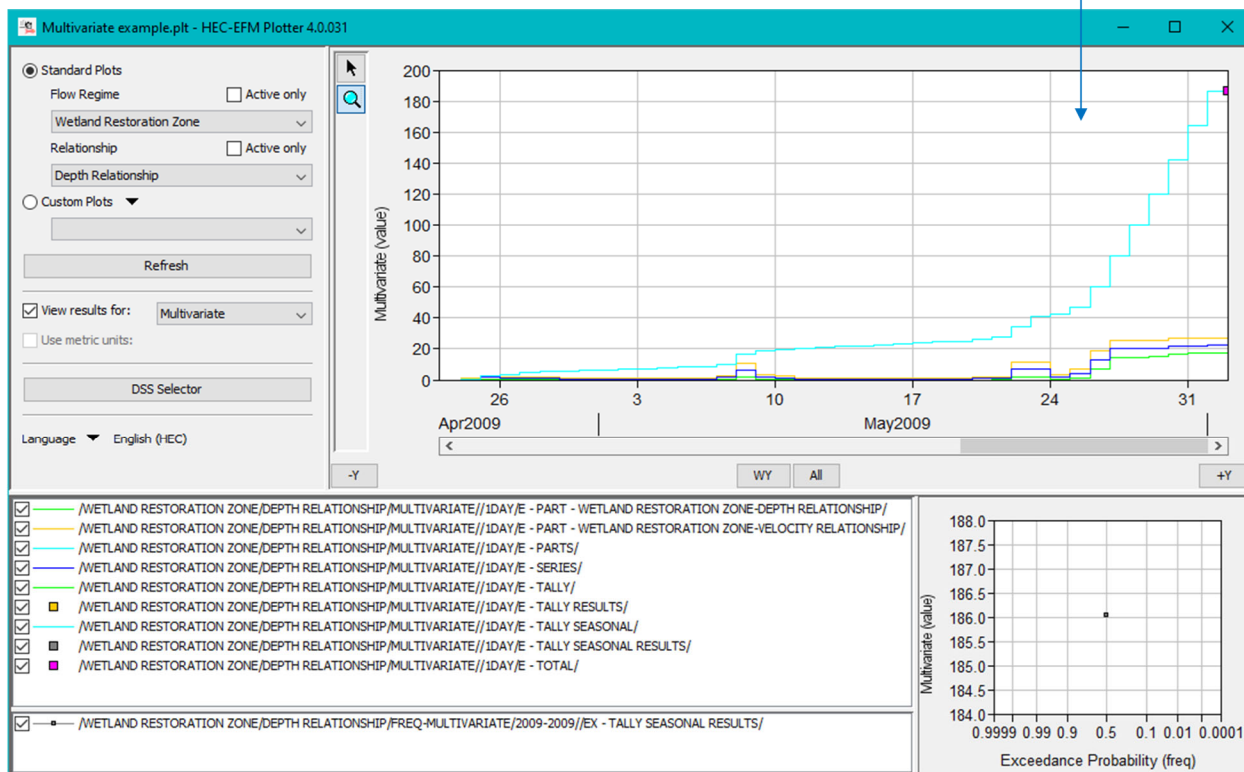 Multivariate example.plt - HEC-EFM Plotter 4.0.031
Standard Plots
Flow Regime
Active only
Wetland Restoration Zone
Relationship
Active only
Depth Relationship
Custom Plots
Refresh
View results for:
Multivariate
Use metric units:
DSS Selector
Language
English (HEC)
Multivariate (value)
200
180
160
140
120
100
80
60
40
20
0
26 3 10 17 24 31
Apr2009 May2009
-Y WY All +Y
/WETLAND RESTORATION ZONE/DEPTH RELATIONSHIP/MULTIVARIATE//1DAY/E - PART - WETLAND RESTORATION ZONE-DEPTH RELATIONSHIP/
/WETLAND RESTORATION ZONE/DEPTH RELATIONSHIP/MULTIVARIATE//1DAY/E - PART - WETLAND RESTORATION ZONE-VELOCITY RELATIONSHIP/
/WETLAND RESTORATION ZONE/DEPTH RELATIONSHIP/MULTIVARIATE//1DAY/E - PARTS/
/WETLAND RESTORATION ZONE/DEPTH RELATIONSHIP/MULTIVARIATE//1DAY/E - SERIES/
/WETLAND RESTORATION ZONE/DEPTH RELATIONSHIP/MULTIVARIATE//1DAY/E - TALLY/
/WETLAND RESTORATION ZONE/DEPTH RELATIONSHIP/MULTIVARIATE//1DAY/E - TALLY RESULTS/
/WETLAND RESTORATION ZONE/DEPTH RELATIONSHIP/MULTIVARIATE//1DAY/E - TALLY SEASONAL/
/WETLAND RESTORATION ZONE/DEPTH RELATIONSHIP/MULTIVARIATE//1DAY/E - TALLY SEASONAL RESULTS/
/WETLAND RESTORATION ZONE/DEPTH RELATIONSHIP/MULTIVARIATE//1DAY/E - TOTAL/
/WETLAND RESTORATION ZONE/DEPTH RELATIONSHIP/FREQ-MULTIVARIATE/2009-2009//EX - TALLY SEASONAL RESULTS/
Multivariate (value)
188.0
187.5
187.0
186.5
186.0
185.5
185.0
184.5
184.0
0.9999 0.99 0.9 0.5 0.1 0.01 0.0001
Exceedance Probability (freq)